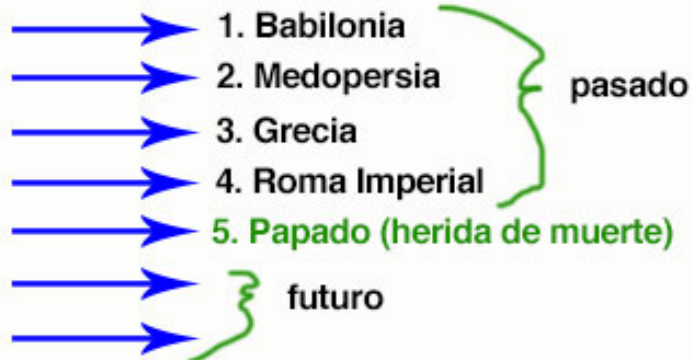 1. Babilonia
2. Medopersia
pasado
3. Grecia
4. Roma Imperial
5. Papado (herida de muerte)
futuro